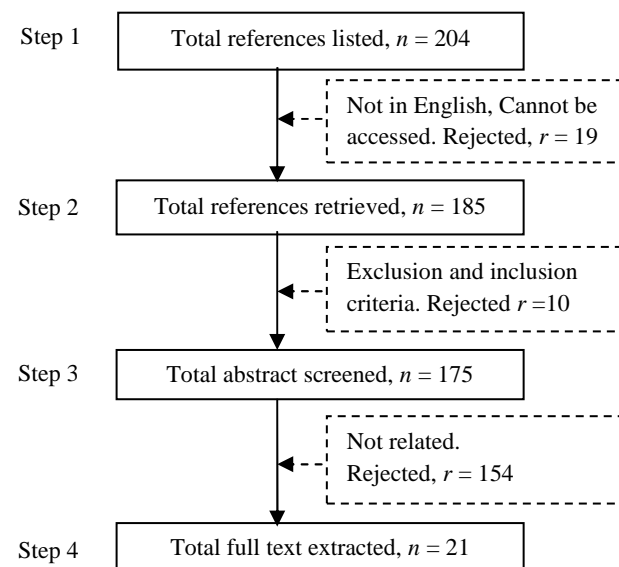 Step 1
Total references listed, n = 204
Not in English, Cannot be
accessed. Rejected, r = 19
Step 2
Total references retrieved, n = 185
Exclusion and inclusion
criteria. Rejected r =10
Step 3
Total abstract screened, n = 175
Not related.
Rejected, r = 154
Step 4
Total full text extracted, n = 21